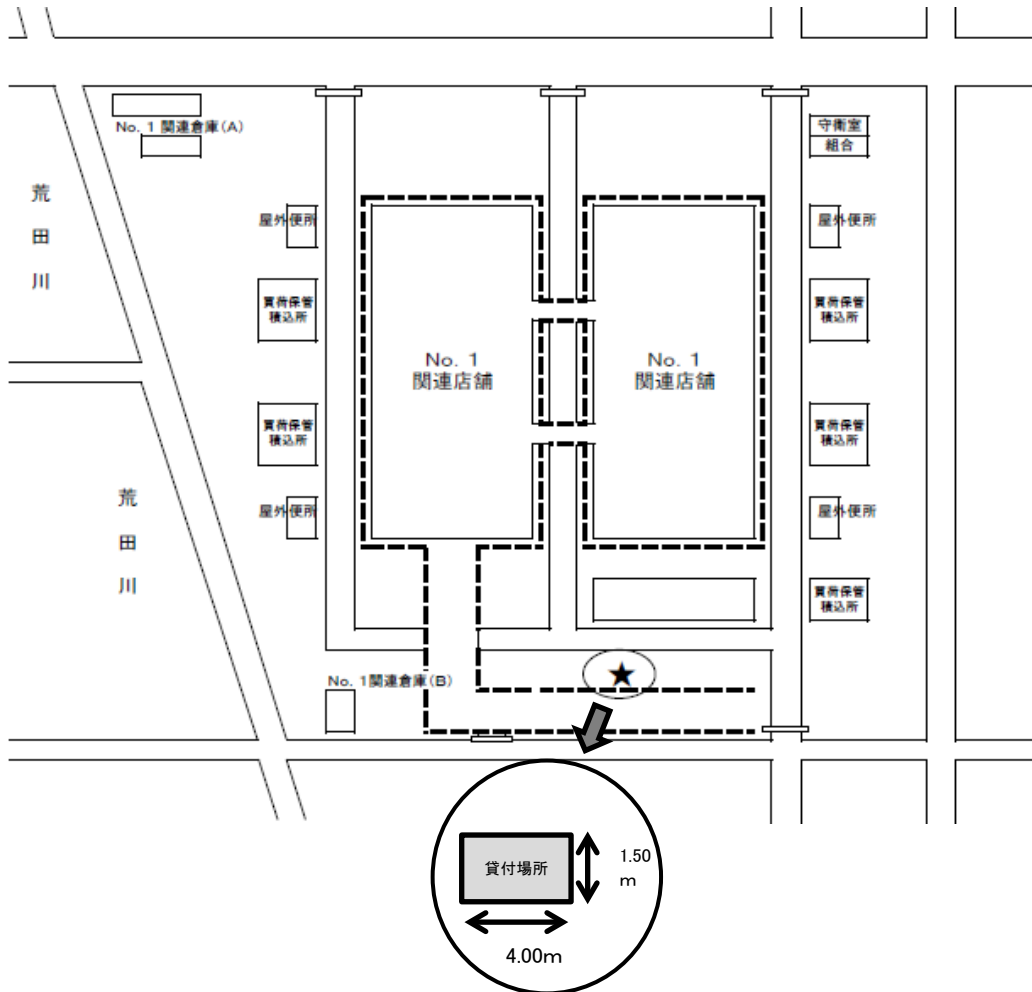 No. 1 関連倉庫(A)
守衛室
組合
荒
田
川
屋外便所
屋外便所
買荷保管
積込所
買荷保管
積込所
No. 1
関連店舗
No. 1
関連店舗
買荷保管
積込所
買荷保管
積込所
荒
田
川
屋外便所
屋外便所
買荷保管
積込所
No. 1関連倉庫(B)
★
貸付場所
1.50
m
4.00m